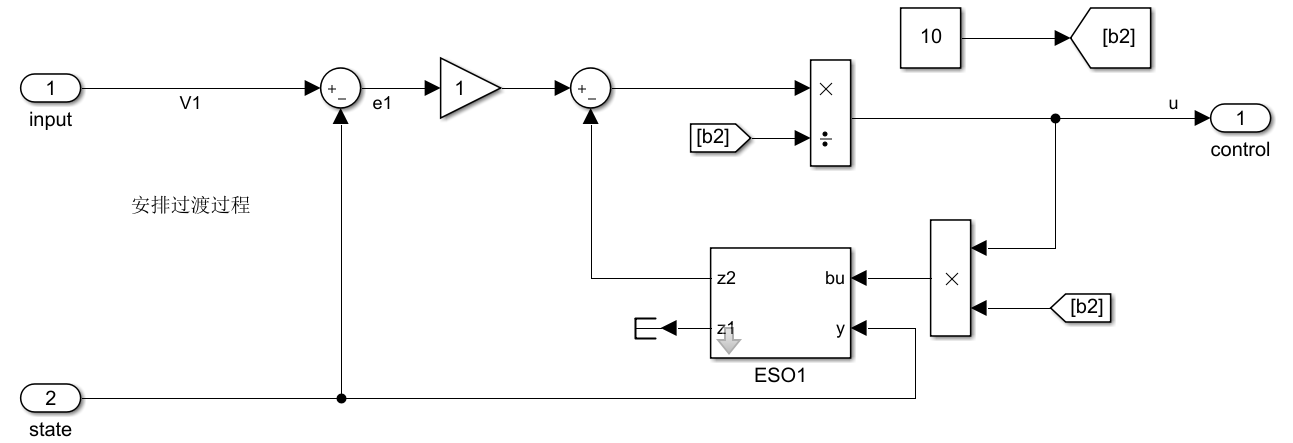 10
[b2]
1
input
V1
+
−
e1
1
+
−
×
÷
[b2]
u
1
control
安排过渡过程
z2
bu
z1
y
ESO1
×
[b2]
2
state